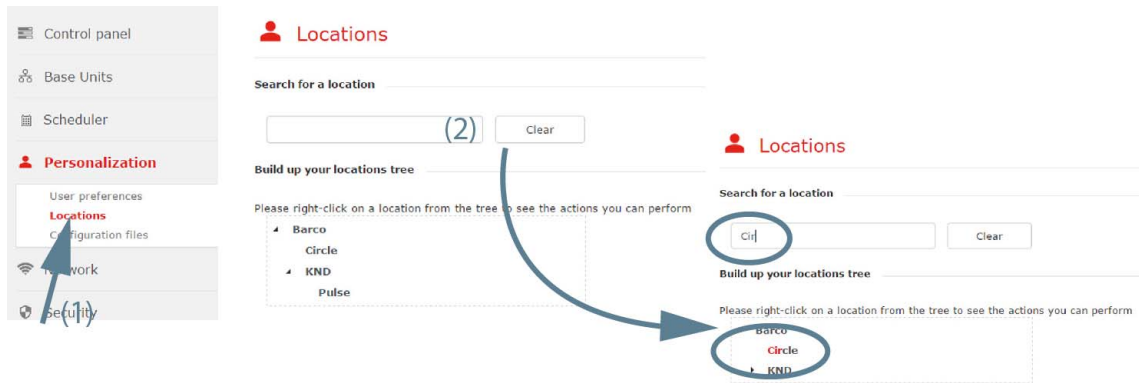 Control panel
Base Units
Scheduler
Personalization
User preferences
Locations
Configuration files
Network
Security
(1)
Locations
Search for a location
(2)
Clear
Build up your locations tree
Please right-click on a location from the tree to see the actions you can perform
Barco
Circle
KND
Pulse
Locations
Search for a location
Cir
Clear
Build up your locations tree
Please right-click on a location from the tree to see the actions you can perform
Barco
Circle
KND